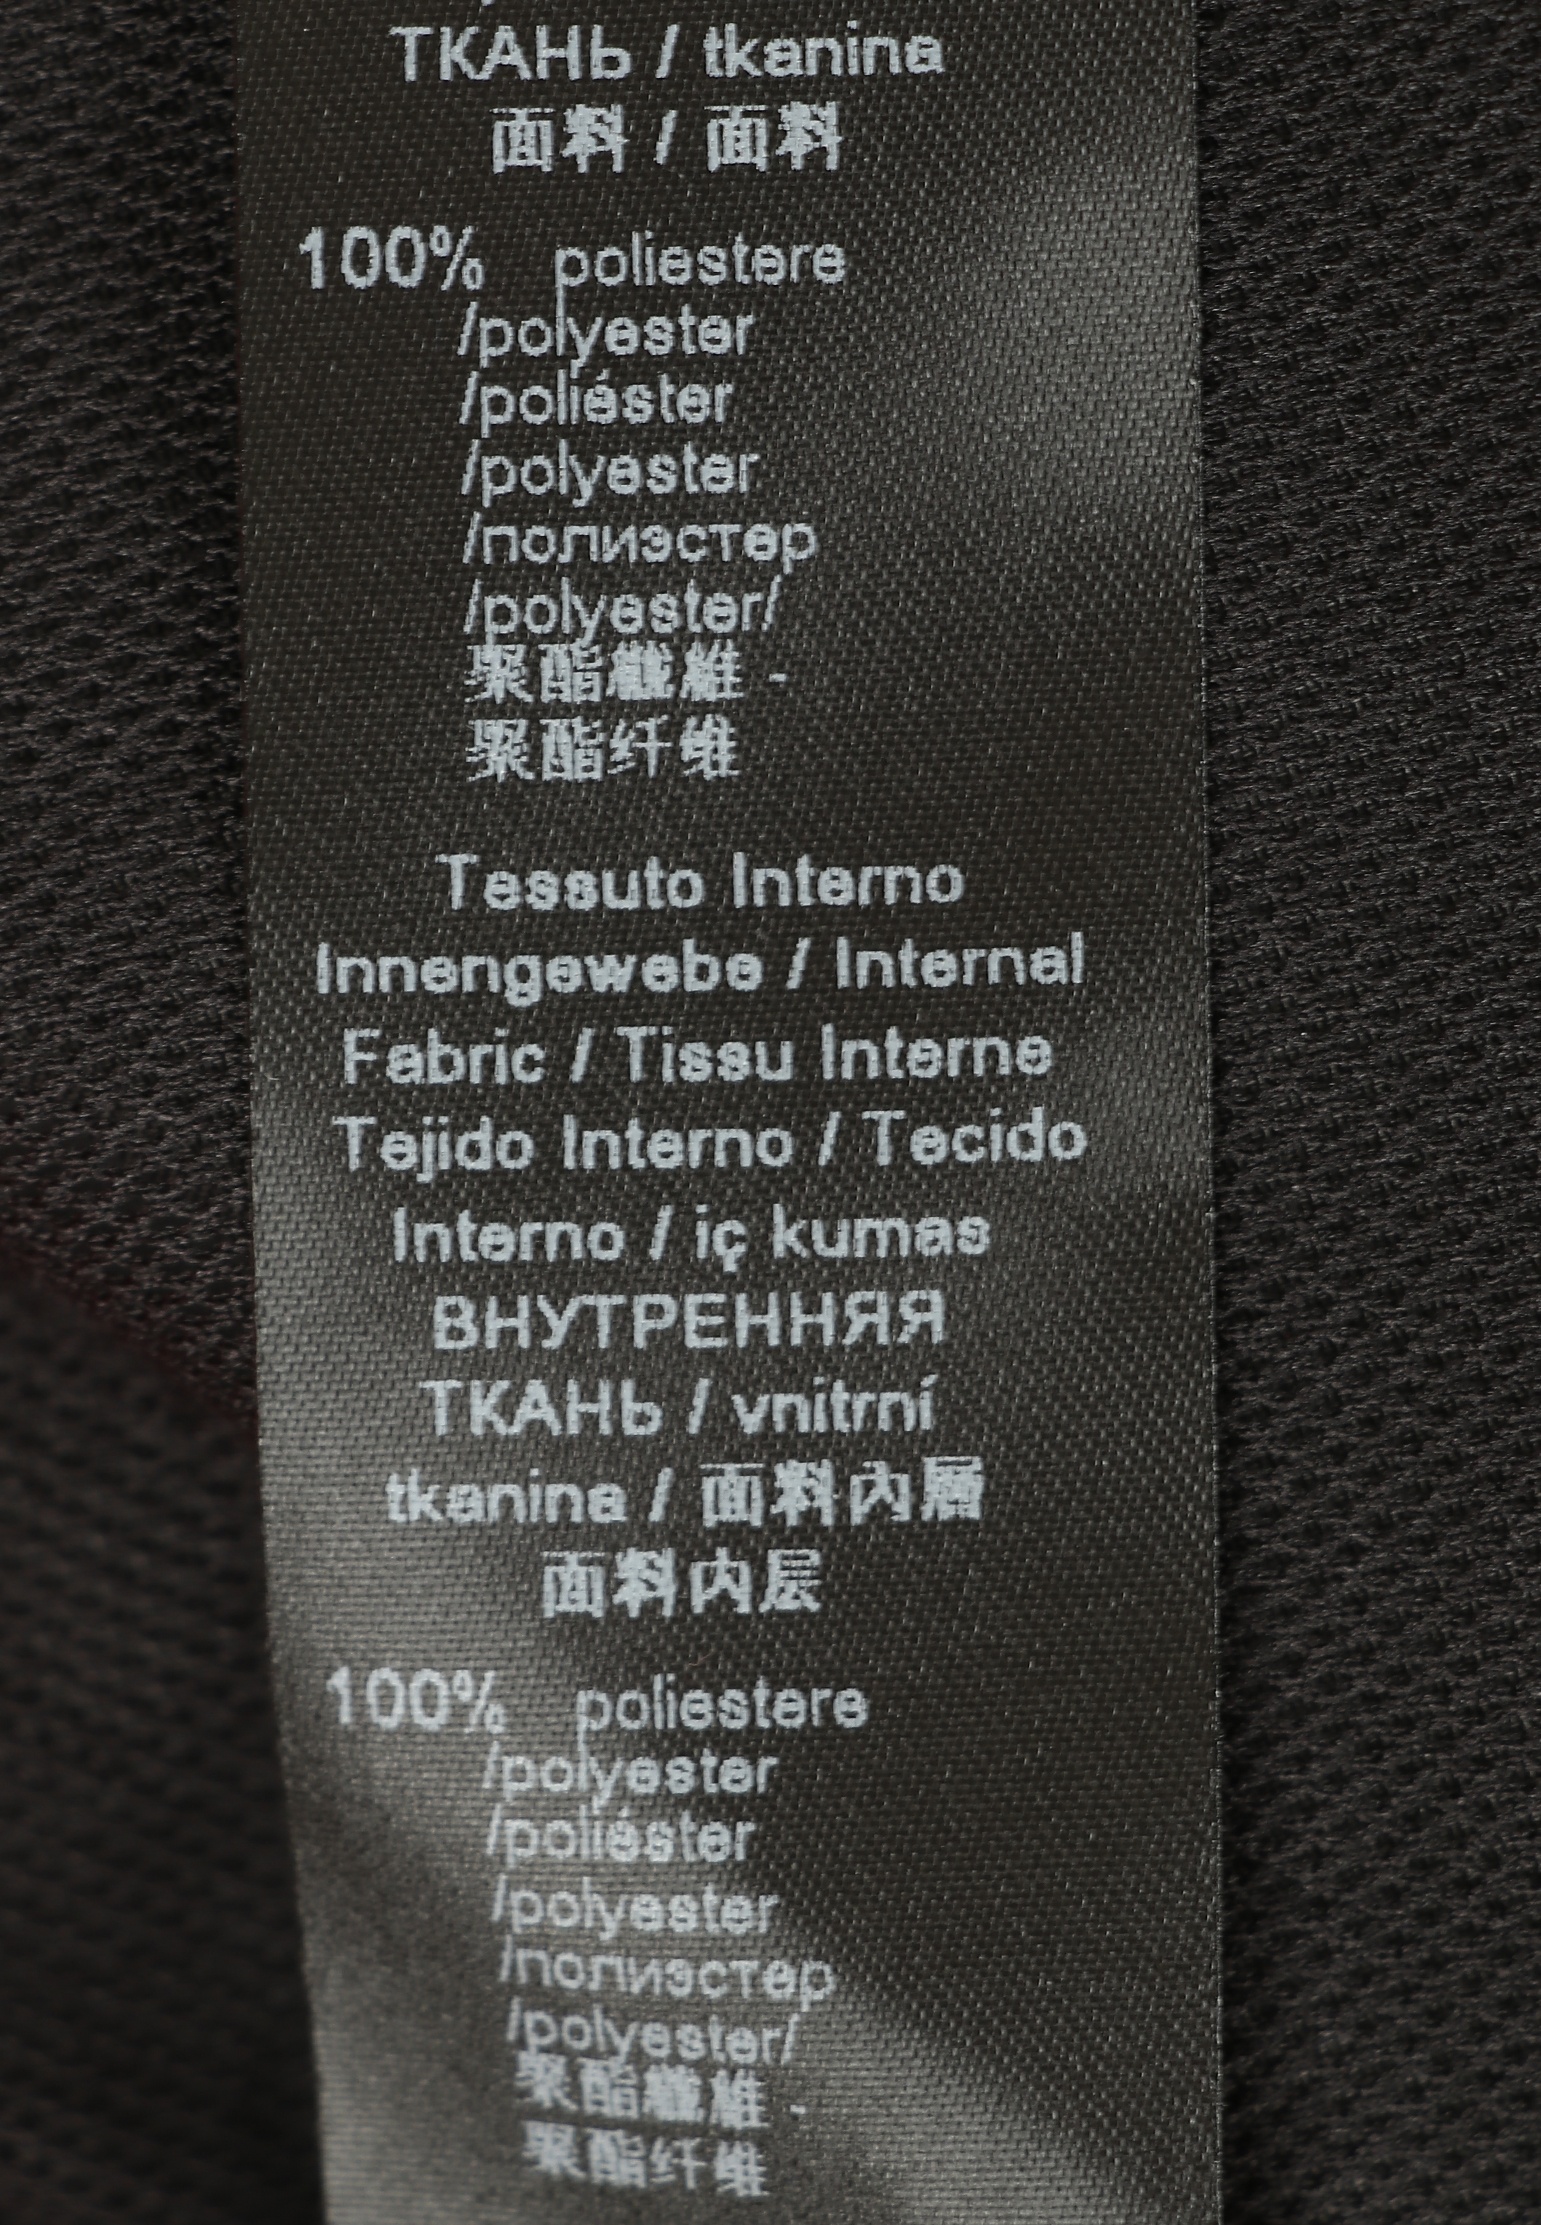 ТКАНЬ / tkanina
面料 / 面料
100% poliestere
/polyester
/poliéster
/polyester
/полиэстер
/polyester/
聚酯纖維 -
聚酯纤维
Tessuto Interno
Innengewebe / Internal
Fabric / Tissu Interne
Tejido Interno / Tecido
Interno / iç kumas
ВНУТРЕННЯЯ
ТКАНЬ / vnitrní
tkanina / 面料內層
面料内层
100% poliestere
/polyester
/poliéster
/polyester
/полиэстер
/polyester/
聚酯纖維 -
聚酯纤维